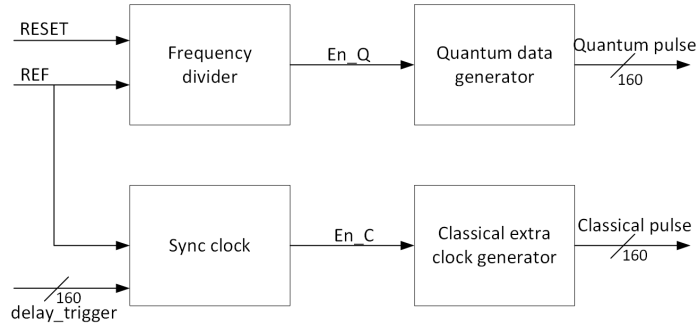 RESET
REF
Frequency
divider
En_Q
Quantum data
generator
Quantum pulse
160
Sync clock
En_C
Classical extra
clock generator
Classical pulse
160
160
delay_trigger